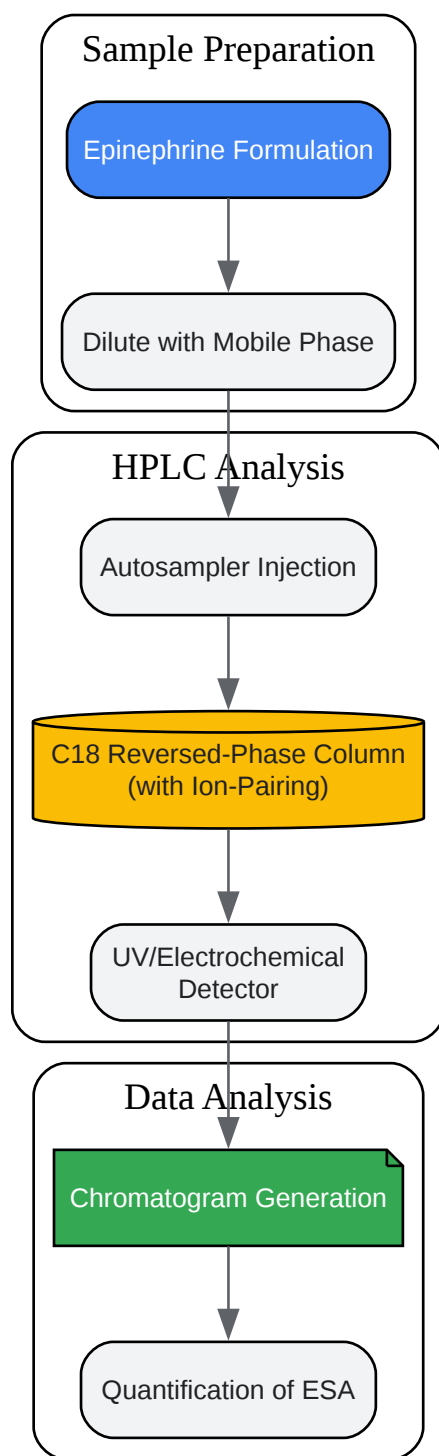 Sample Preparation
Epinephrine Formulation
Dilute with Mobile Phase
HPLC Analysis
Autosampler Injection
C18 Reversed-Phase Column
(with Ion-Pairing)
UV/Electrochemical
Detector
Data Analysis
Chromatogram Generation
Quantification of ESA